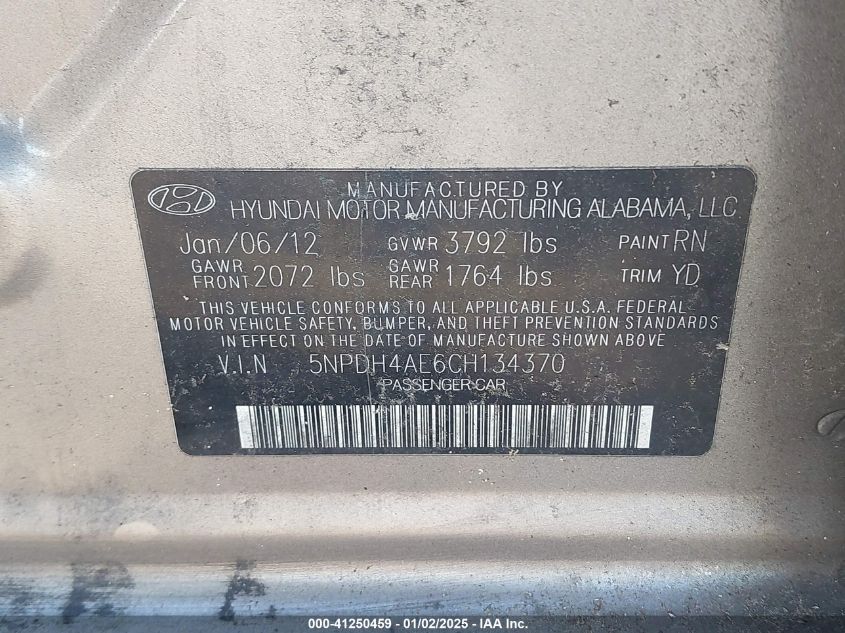 MANUFACTURED BY
HYUNDAI MOTOR MANUFACTURING ALABAMA, LLC
Jan/06/12 GVWR 3792 lbs PAINT RN
GAWR FRONT 2072 lbs GAWR REAR 1764 lbs TRIM YD
THIS VEHICLE CONFORMS TO ALL APPLICABLE U.S.A. FEDERAL
MOTOR VEHICLE SAFETY, BUMPER, AND THEFT PREVENTION STANDARDS
IN EFFECT ON THE DATE OF MANUFACTURE SHOWN ABOVE
V.I.N 5NPDH4AE6CH134370
PASSENGER CAR
000-41250459 — 01/02/2025 — IAA Inc.